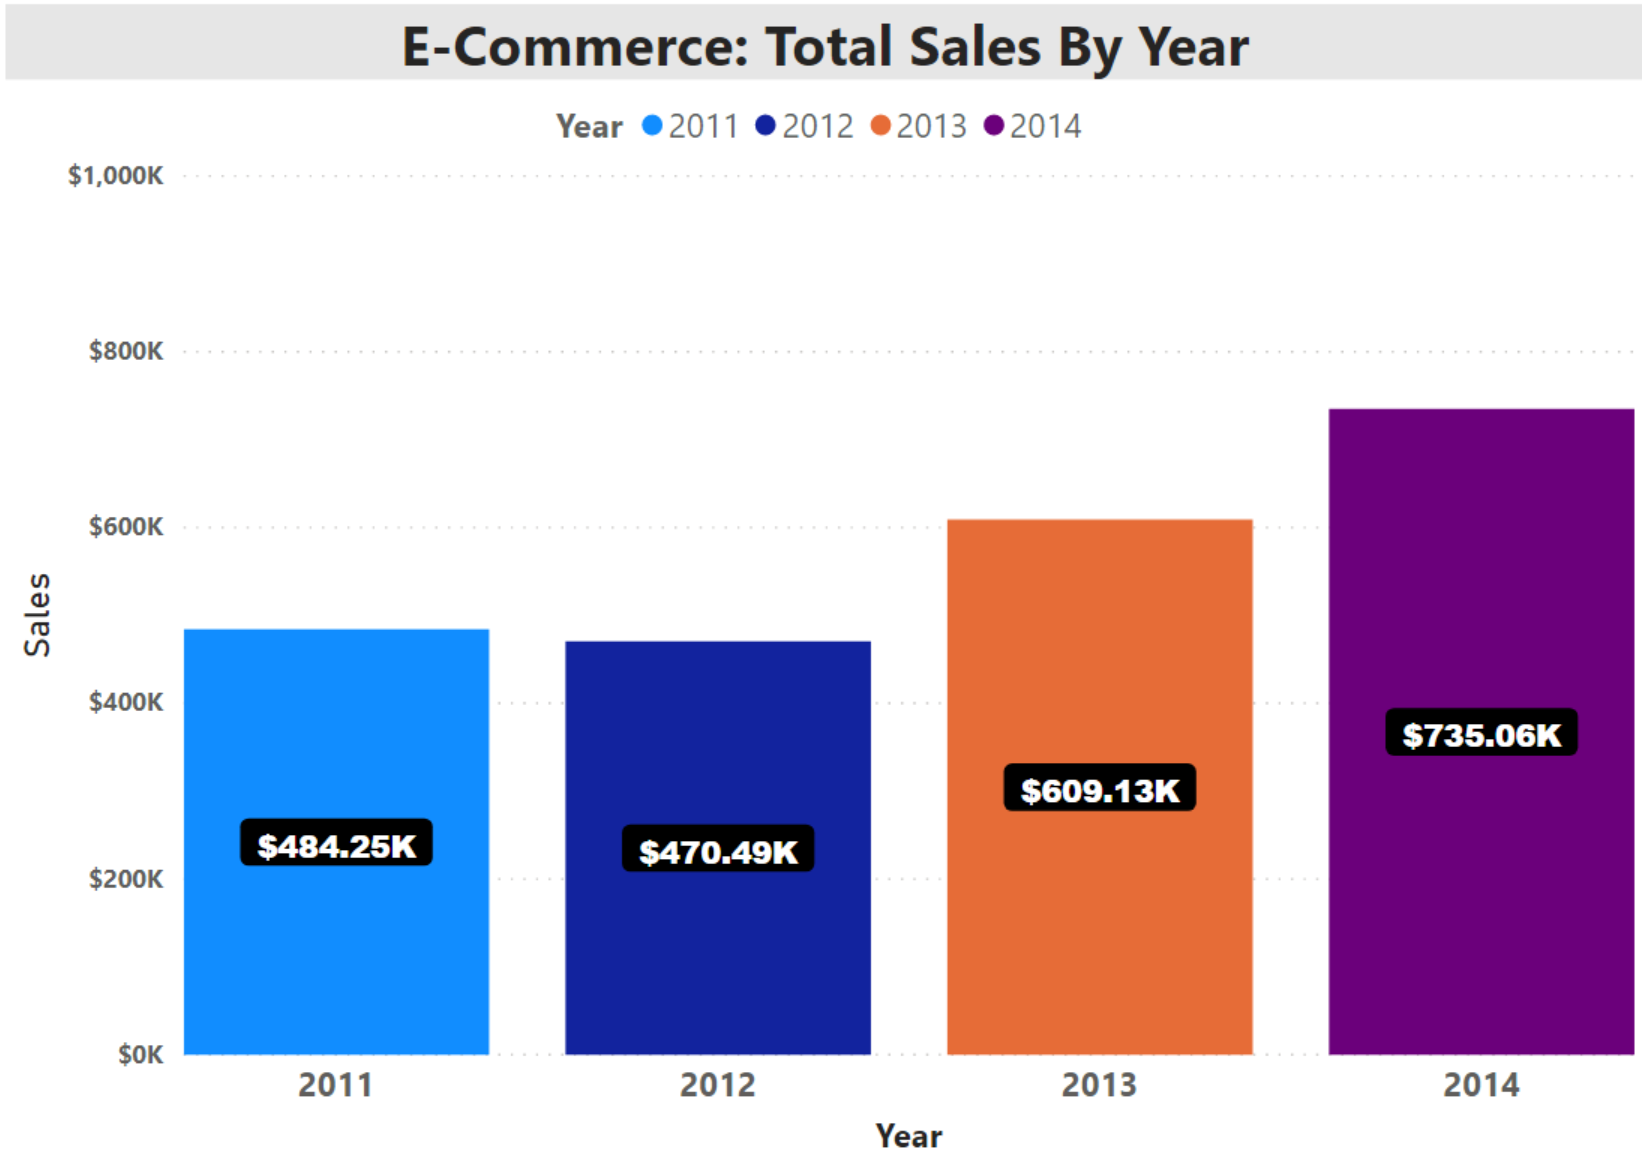 E-Commerce: Total Sales By Year
Year 2011 2012 2013 2014
$1,000K
$800K
$600K
$400K
$200K
$0K
Sales
$484.25K
$470.49K
$609.13K
$735.06K
2011 2012 2013 2014
Year